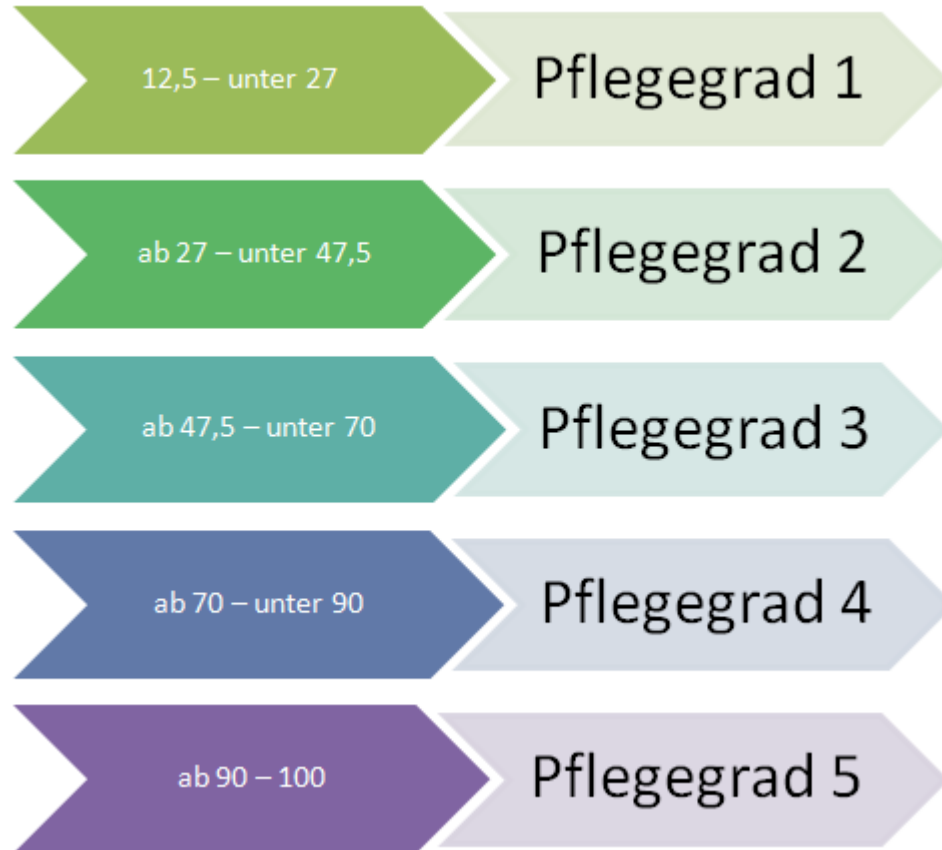 12,5 – unter 27
Pflegegrad 1
ab 27 – unter 47,5
Pflegegrad 2
ab 47,5 – unter 70
Pflegegrad 3
ab 70 – unter 90
Pflegegrad 4
ab 90 – 100
Pflegegrad 5